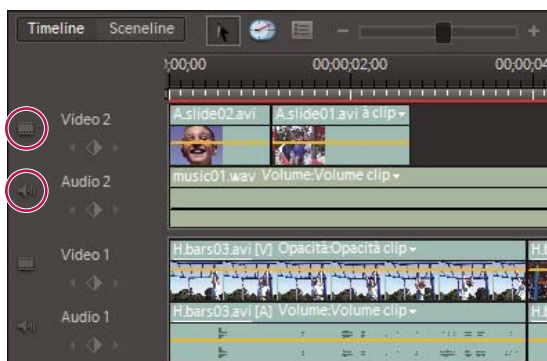 Timeline Sceneline
;00;00 00;00;02;00 00;00;04
Video 2
A.slide02.avi A.slide01.avi à clip
Audio 2
music01.wav Volume:Volume clip
Video 1
H.bars03.avi [V] Opacità:Opacità clip H.b
Audio 1
H.bars03.avi [A] Volume:Volume clip H.b